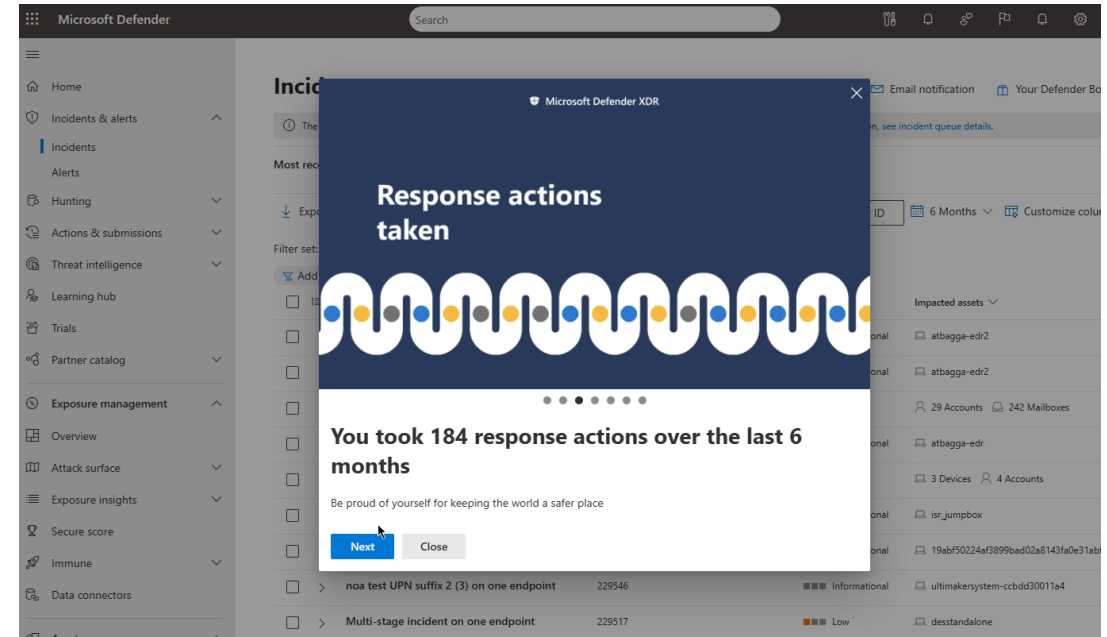 Microsoft Defender
Search
Home
Incidents & alerts
Incidents
Alerts
Hunting
Actions & submissions
Threat intelligence
Learning hub
Trials
Partner catalog
Exposure management
Overview
Attack surface
Exposure insights
Secure score
Immune
Data connectors
Email notification
Your Defender Bo
The
on, see incident queue details.
Most rec
Expo
ID
6 Months
Customize colu
Filter set:
Add
Impacted assets
onal
atbagga-edr2
onal
atbagga-edr2
29 Accounts
242 Mailboxes
onal
atbagga-edr
3 Devices
4 Accounts
onal
isr_jumpbox
onal
noa test UPN suffix 2 (3) on one endpoint
229546
Informational
ultimakersystem-ccbdd30011a4
Multi-stage incident on one endpoint
229517
Low
desstandalone
Microsoft Defender XDR
Response actions
taken
You took 184 response actions over the last 6
months
Be proud of yourself for keeping the world a safer place
Next
Close